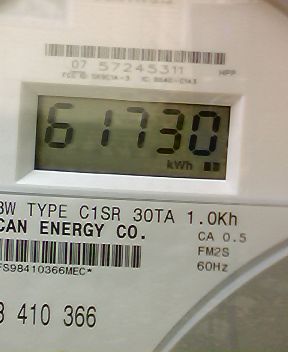 07 57245311
HPP
61730
kWh
3W TYPE C1SR 30TA 1.0Kh
CAN ENERGY CO.
CA 0.5
FM2S
60Hz
FS98410366MEC*
410 366